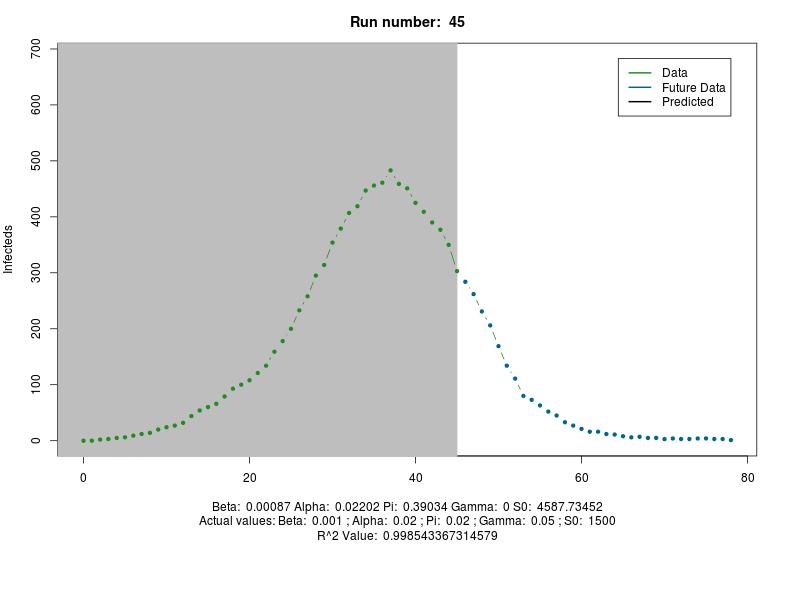 Run number: 45
700
600
500
400
300
200
100
0
Infecteds
Data
Future Data
Predicted
0 20 40 60 80
Beta: 0.00087 Alpha: 0.02202 Pi: 0.39034 Gamma: 0 S0: 4587.73452
Actual values: Beta: 0.001 ; Alpha: 0.02 ; Pi: 0.02 ; Gamma: 0.05 ; S0: 1500
R^2 Value: 0.998543367314579